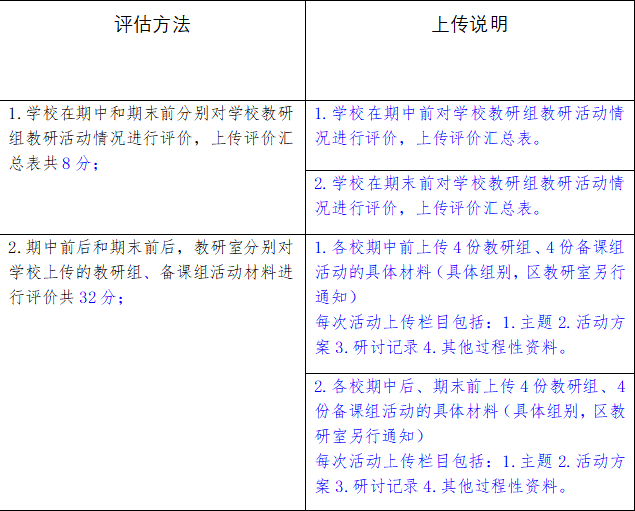 评估方法
上传说明
1.学校在期中和期末前分别对学校教研
组教研活动情况进行评价，上传评价汇
总表共8分；
1.学校在期中前对学校教研组教研活动情
况进行评价，上传评价汇总表。
2.学校在期末前对学校教研组教研活动情
况进行评价，上传评价汇总表。
2.期中前后和期末前后，教研室分别对
学校上传的教研组、备课组活动材料进
行评价共32分；
1.各校期中前上传4份教研组、4份备课组
活动的具体材料（具体组别，区教研室另行
通知）
每次活动上传栏目包括：1.主题2.活动方
案3.研讨记录4.其他过程性资料。
2.各校期中后、期末前上传4份教研组、4
份备课组活动的具体材料（具体组别，区教
研室另行通知）
每次活动上传栏目包括：1.主题2.活动方
案3.研讨记录4.其他过程性资料。